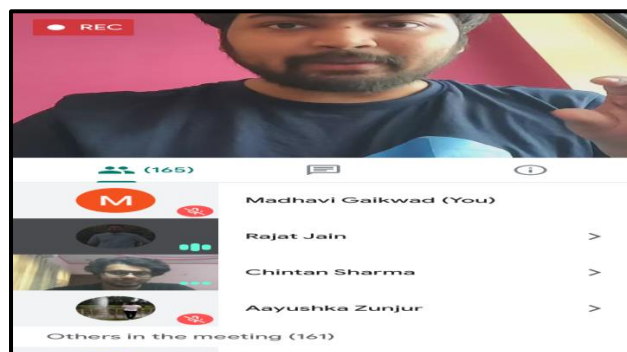 REC
(165)
M
Madhavi Gaikwad (You)
Rajat Jain
Chintan Sharma
Aayushka Zunjur
Others in the meeting (161)